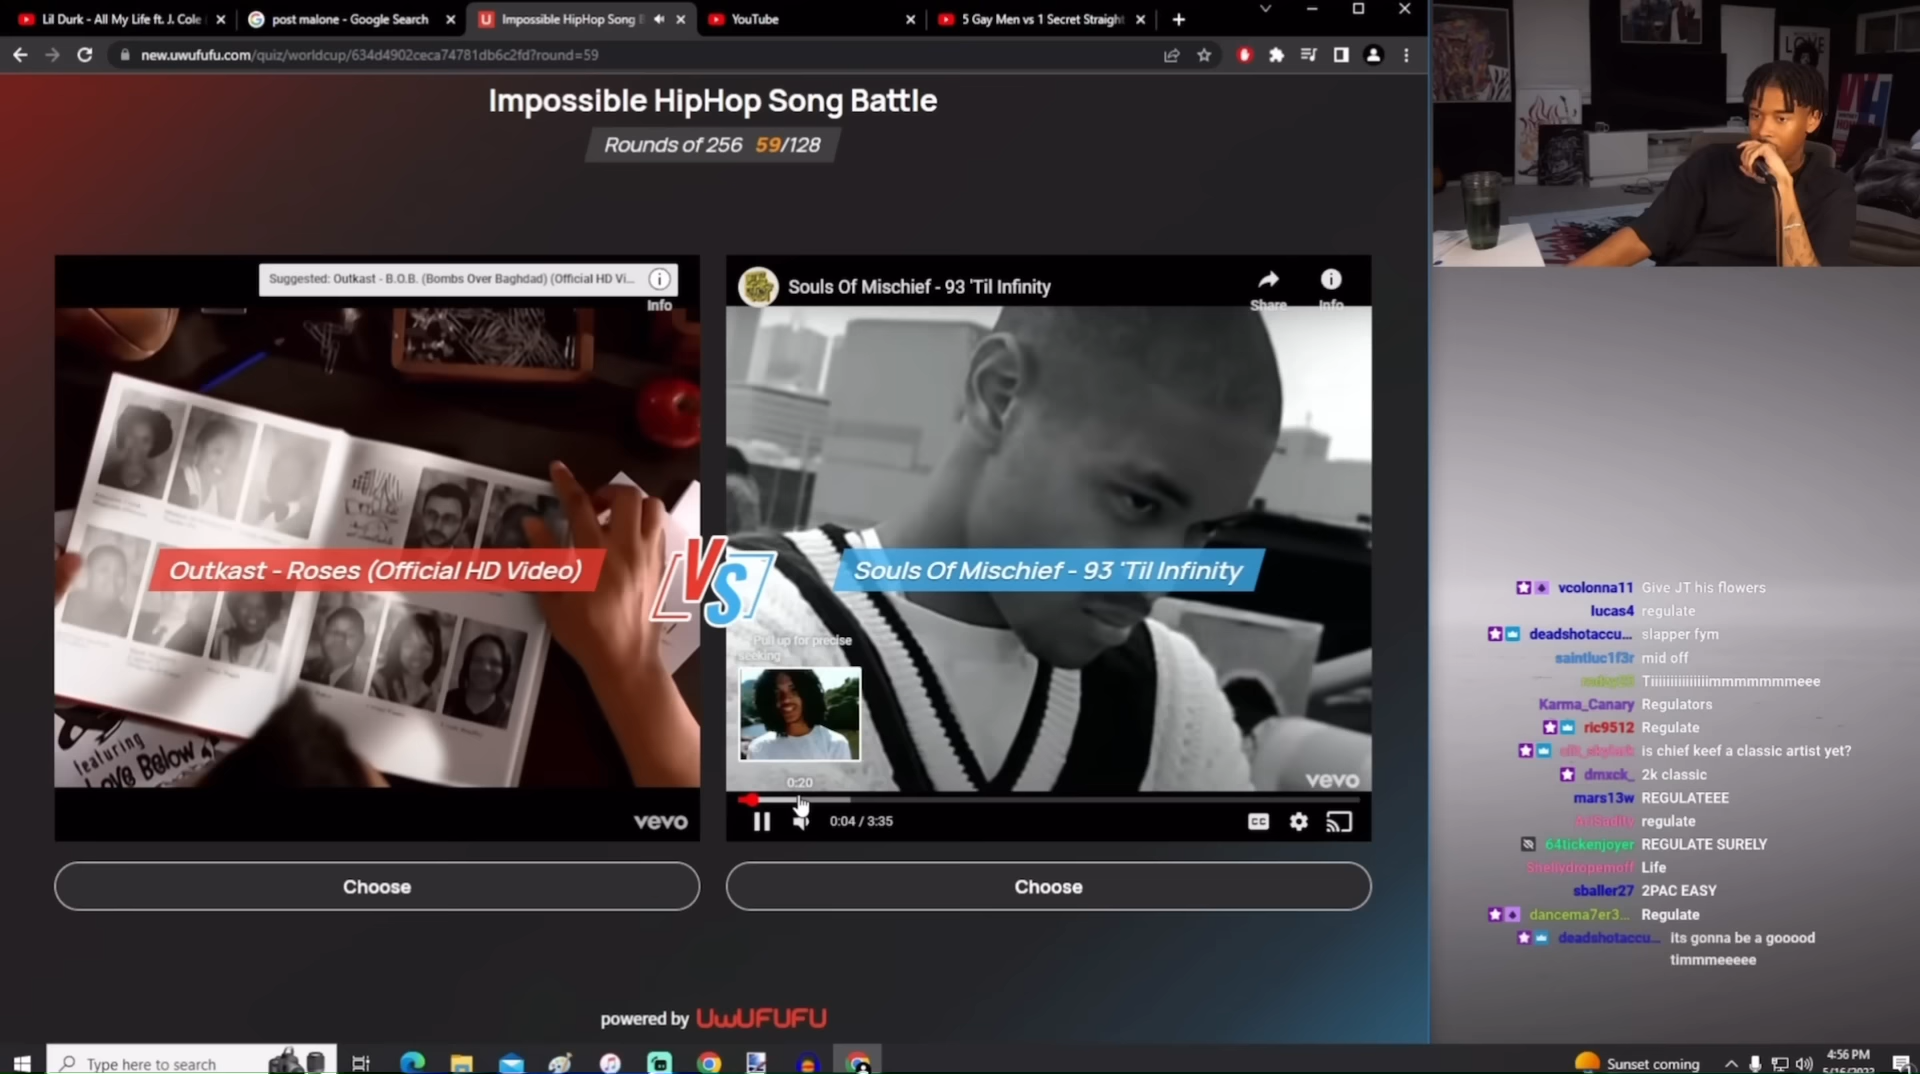 Lil Durk - All My Life ft. J. Cole
post malone - Google Search
Impossible HipHop Song
YouTube
5 Gay Men vs 1 Secret Straight
new.uwufufu.com/quiz/worldcup/634d4902ceca74781db6c2fd?round=59
Impossible HipHop Song Battle
Rounds of 256 59/128
Suggested: Outkast - B.O.B. (Bombs Over Baghdad) (Official HD Vi...
Info
Souls Of Mischief - 93 'Til Infinity
Share
Info
LOVE
Outkast - Roses (Official HD Video)
VS
Souls Of Mischief - 93 'Til Infinity
Pull up for precise
seeking
featuring
Love Below
0:20
vevo
vevo
0:04 / 3:35
CC
Choose
Choose
powered by UwUFUFU
vcolonna11 Give JT his flowers
lucas4 regulate
deadshotaccu... slapper fym
saintluc1f3r mid off
Tiiiiiiiiiiiiiimmmmmmmeee
Karma_Canary Regulators
ric9512 Regulate
is chief keef a classic artist yet?
dmxck_ 2k classic
mars13w REGULATEEE
regulate
64tickenjoyer REGULATE SURELY
Life
sballer27 2PAC EASY
dancema7er3... Regulate
deadshotaccu... its gonna be a gooood
timmmeeeee
Type here to search
Sunset coming
4:56 PM